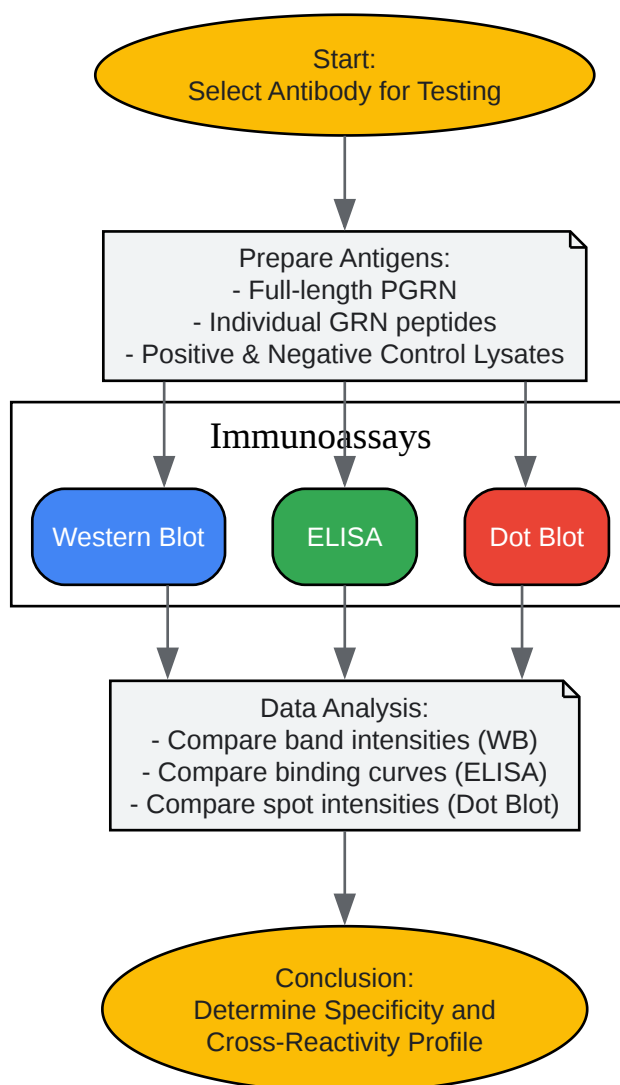 Start:
Select Antibody for Testing
Prepare Antigens:
- Full-length PGRN
- Individual GRN peptides
- Positive & Negative Control Lysates
Immunoassays
Western Blot
ELISA
Dot Blot
Data Analysis:
- Compare band intensities (WB)
- Compare binding curves (ELISA)
- Compare spot intensities (Dot Blot)
Conclusion:
Determine Specificity and
Cross-Reactivity Profile